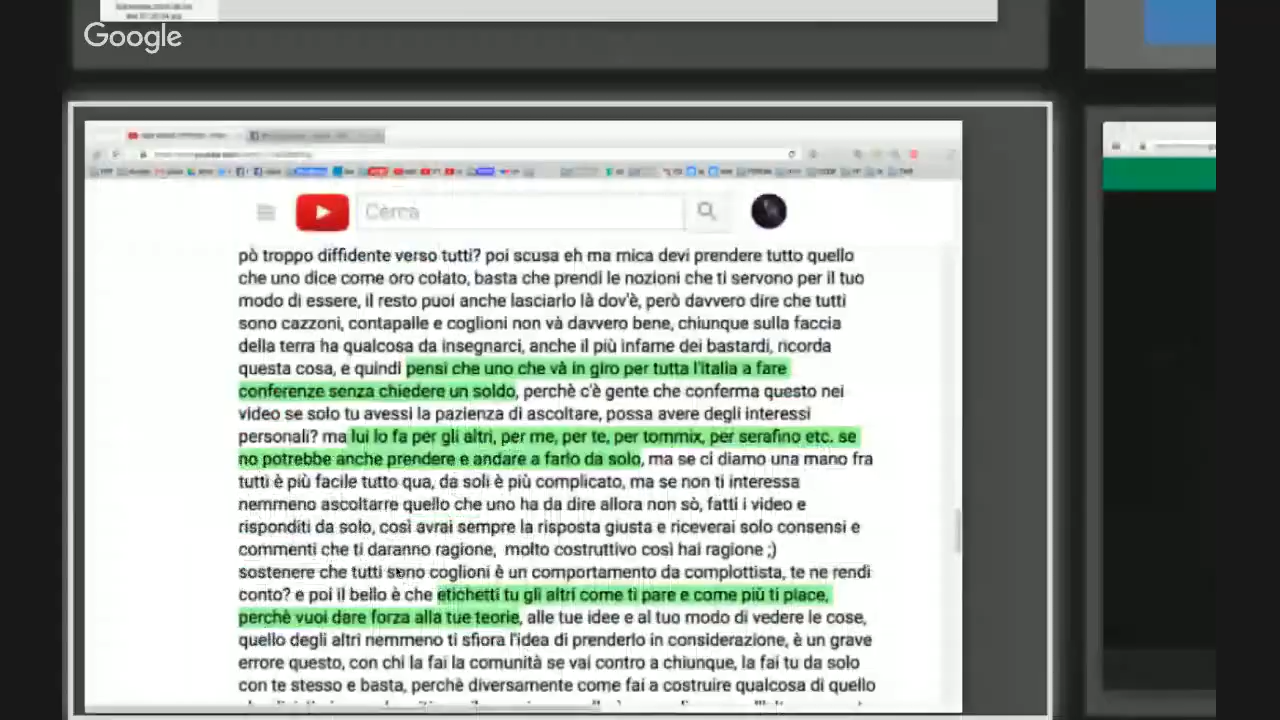 Google
Cerca
pò troppo diffidente verso tutti? poi scusa eh ma mica devi prendere tutto quello
che uno dice come oro colato, basta che prendi le nozioni che ti servono per il tuo
modo di essere, il resto puoi anche lasciarlo là dov'è, però davvero dire che tutti
sono cazzoni, contapalle e coglioni non và davvero bene, chiunque sulla faccia
della terra ha qualcosa da insegnarci, anche il più infame dei bastardi, ricorda
questa cosa, e quindi pensi che uno che và in giro per tutta l'italia a fare
conferenze senza chiedere un soldo, perchè c'è gente che conferma questo nei
video se solo tu avessi la pazienza di ascoltare, possa avere degli interessi
personali? ma lui lo fa per gli altri, per me, per te, per tommix, per serafino etc. se
no potrebbe anche prendere e andare a farlo da solo, ma se ci diamo una mano fra
tutti è più facile tutto qua, da soli è più complicato, ma se non ti interessa
nemmeno ascoltarre quello che uno ha da dire allora non sò, fatti i video e
risponditi da solo, così avrai sempre la risposta giusta e riceverai solo consensi e
commenti che ti daranno ragione, molto costruttivo così hai ragione ;)
sostenere che tutti sono coglioni è un comportamento da complottista, te ne rendi
conto? e poi il bello è che etichetti tu gli altri come ti pare e come più ti piace,
perchè vuoi dare forza alla tue teorie, alle tue idee e al tuo modo di vedere le cose,
quello degli altri nemmeno ti sfiora l'idea di prenderlo in considerazione, è un grave
errore questo, con chi la fai la comunità se vai contro a chiunque, la fai tu da solo
con te stesso e basta, perchè diversamente come fai a costruire qualcosa di quello